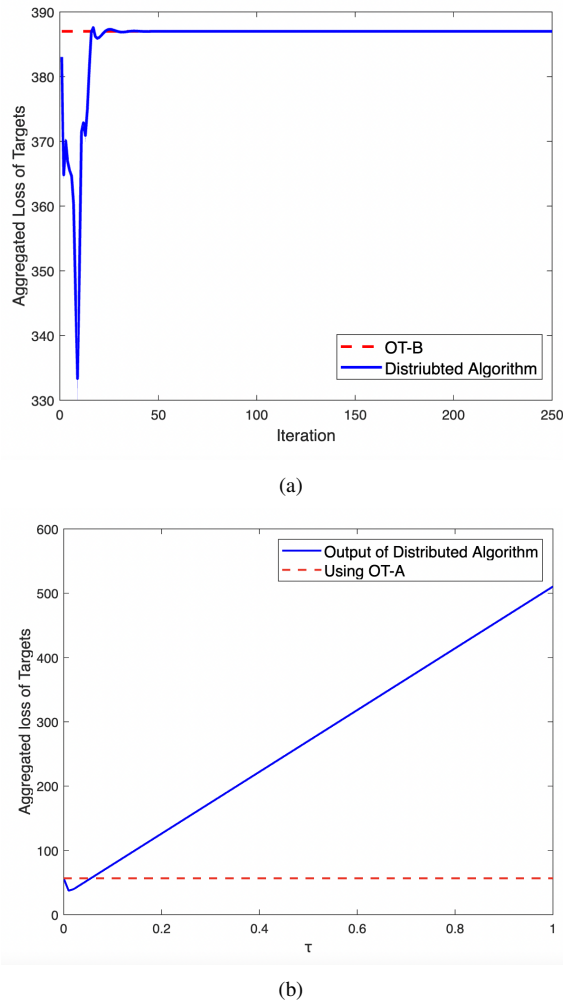 390
380
370
360
350
340
330
Aggregated Loss of Targets
OT-B
Distriubted Algorithm
0
50
100
150
200
250
Iteration
(a)
600
500
400
300
200
100
0
Aggregated loss of Targets
Output of Distributed Algorithm
Using OT-A
0
0.2
0.4
0.6
0.8
1
τ
(b)